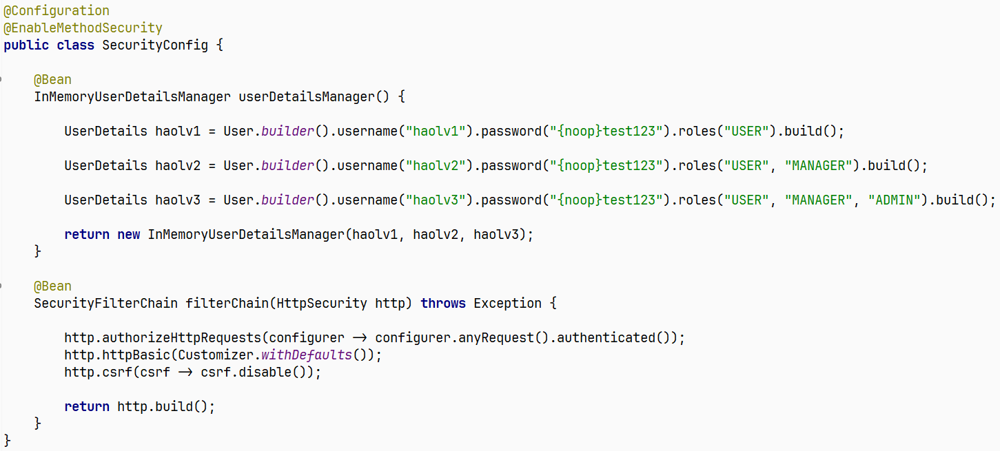 @Configuration
@EnableMethodSecurity
public class SecurityConfig {
@Bean
InMemoryUserDetailsManager userDetailsManager() {
UserDetails haolv1 = User.builder().username("haolv1").password("{noop}test123").roles("USER").build();
UserDetails haolv2 = User.builder().username("haolv2").password("{noop}test123").roles("USER", "MANAGER").build();
UserDetails haolv3 = User.builder().username("haolv3").password("{noop}test123").roles("USER", "MANAGER", "ADMIN").build();
return new InMemoryUserDetailsManager(haolv1, haolv2, haolv3);
}
@Bean
SecurityFilterChain filterChain(HttpSecurity http) throws Exception {
http.authorizeHttpRequests(configurer -> configurer.anyRequest().authenticated());
http.httpBasic(Customizer.withDefaults());
http.csrf(csrf -> csrf.disable());
return http.build();
}
}